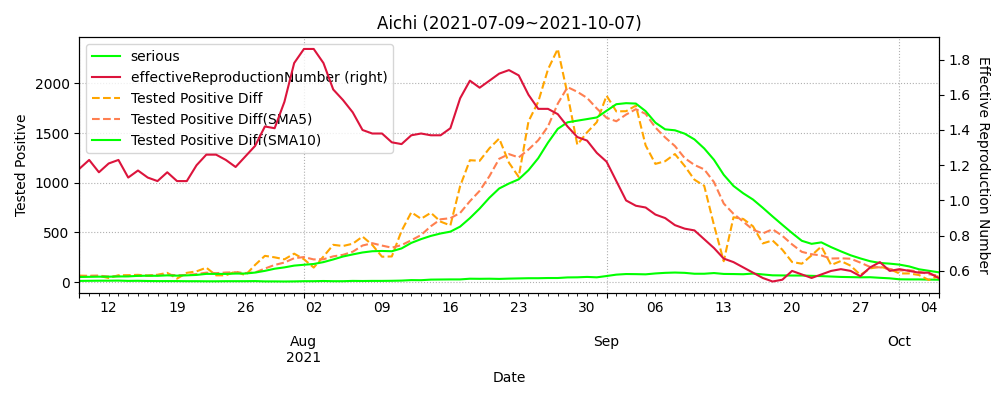 Aichi (2021-07-09~2021-10-07)
serious
effectiveReproductionNumber (right)
Tested Positive Diff
Tested Positive Diff(SMA5)
Tested Positive Diff(SMA10)
Tested Positive
2000
1500
1000
500
0
1.8
1.6
1.4
1.2
1.0
0.8
0.6
Effective Reproduction Number
12 19 26 02 09 16 23 30 06 13 20 27 04
Aug Sep Oct
2021
Date